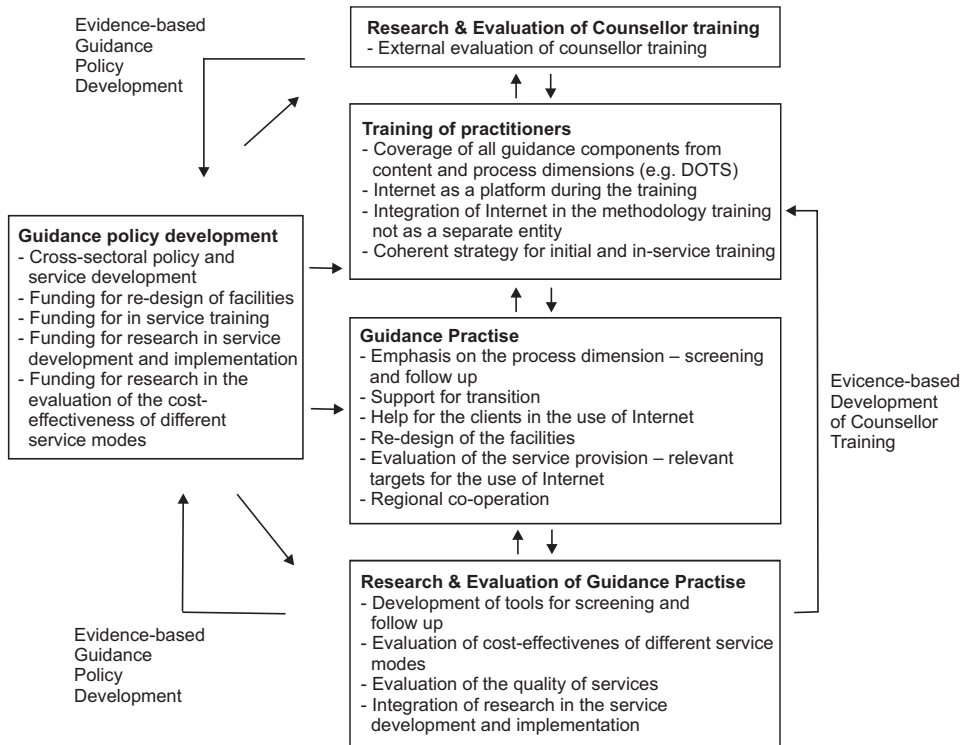 Evidence-based
Guidance
Policy
Development
Research & Evaluation of Counsellor training
- External evaluation of counsellor training
Training of practitioners
- Coverage of all guidance components from
content and process dimensions (e.g. DOTS)
- Internet as a platform during the training
- Integration of Internet in the methodology training
not as a separate entity
- Coherent strategy for initial and in-service training
Guidance policy development
- Cross-sectoral policy and
service development
- Funding for re-design of facilities
- Funding for in service training
- Funding for research in service
development and implementation
- Funding for research in the
evaluation of the cost-
effectiveness of different
service modes
Guidance Practise
- Emphasis on the process dimension – screening
and follow up
- Support for transition
- Help for the clients in the use of Internet
- Re-design of the facilities
- Evaluation of the service provision – relevant
targets for the use of Internet
- Regional co-operation
Evicence-based
Development
of Counsellor
Training
Research & Evaluation of Guidance Practise
- Development of tools for screening and
follow up
- Evaluation of cost-effectivenes of different service
modes
- Evaluation of the quality of services
- Integration of research in the service
development and implementation
Evidence-based
Guidance
Policy
Development